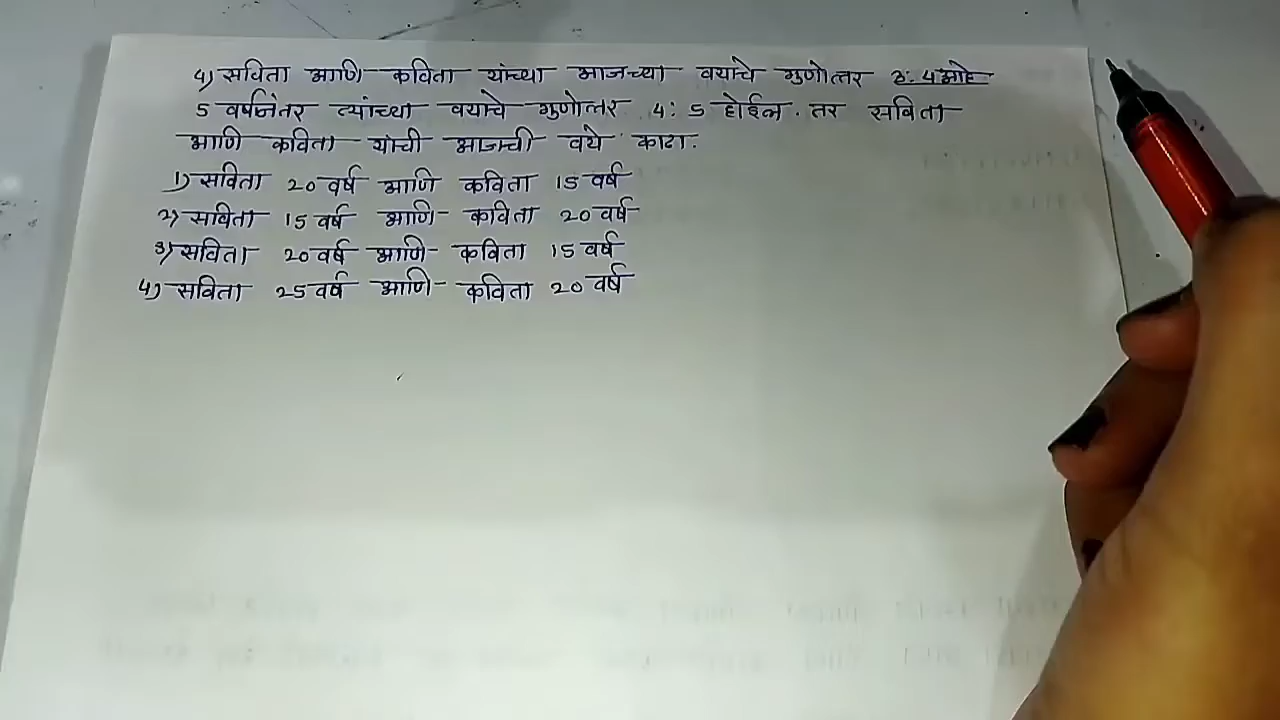 4) सविता आणि कविता यांच्या आजच्या वयाचे गुणोत्तर 3:4 आहे
5 वर्षानंतर त्यांच्या वयाचे गुणोत्तर 4:5 होईल. तर सविता
आणि कविता यांची आजची वये काढा.
1) सविता 20 वर्षे आणि कविता 15 वर्षे
2) सविता 15 वर्षे आणि कविता 20 वर्षे
3) सविता 20 वर्षे आणि कविता 15 वर्षे
4) सविता 25 वर्षे आणि कविता 20 वर्षे